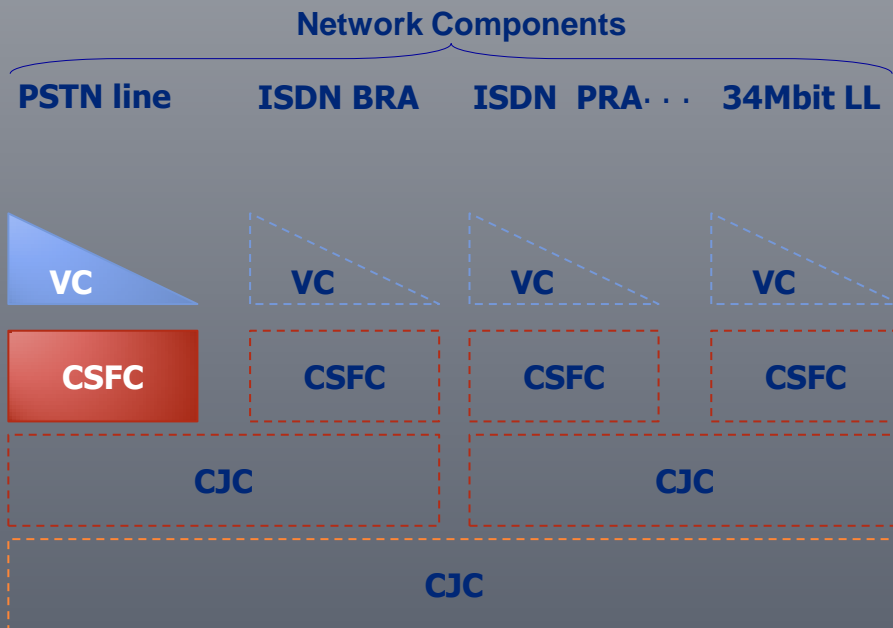 Network Components
PSTN line ISDN BRA ISDN PRA· · · 34Mbit LL
VC VC VC VC
CSFC CSFC CSFC CSFC
CJC CJC
CJC